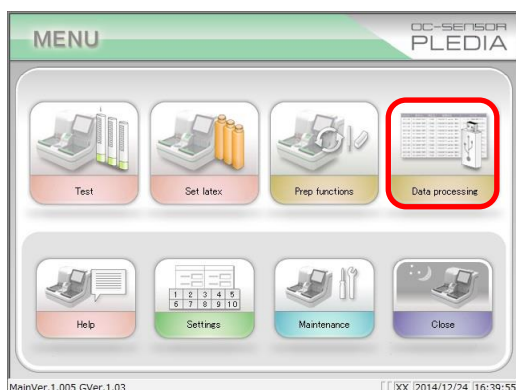 MENU
OC-SENSOR
PLEDIA
Test
Set latex
Prep functions
Data processing
1 2 3 4 5
6 7 8 9 10
Help
Settings
Maintenance
Close
MainVer.1.005 GVer.1.03
XX 2014/12/24 16:39:55